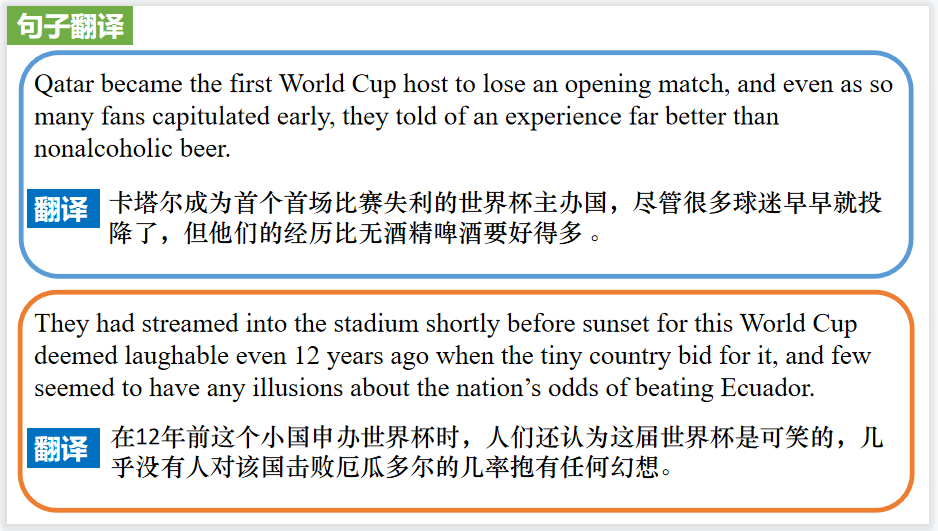 句子翻译
Qatar became the first World Cup host to lose an opening match, and even as so
many fans capitulated early, they told of an experience far better than
nonalcoholic beer.
翻译
卡塔尔成为首个首场比赛失利的世界杯主办国，尽管很多球迷早早就投
降了，但他们的经历比无酒精啤酒要好得多 。
They had streamed into the stadium shortly before sunset for this World Cup
deemed laughable even 12 years ago when the tiny country bid for it, and few
seemed to have any illusions about the nation’s odds of beating Ecuador.
翻译
在12年前这个小国申办世界杯时，人们还认为这届世界杯是可笑的，几
乎没有人对该国击败厄瓜多尔的几率抱有任何幻想。